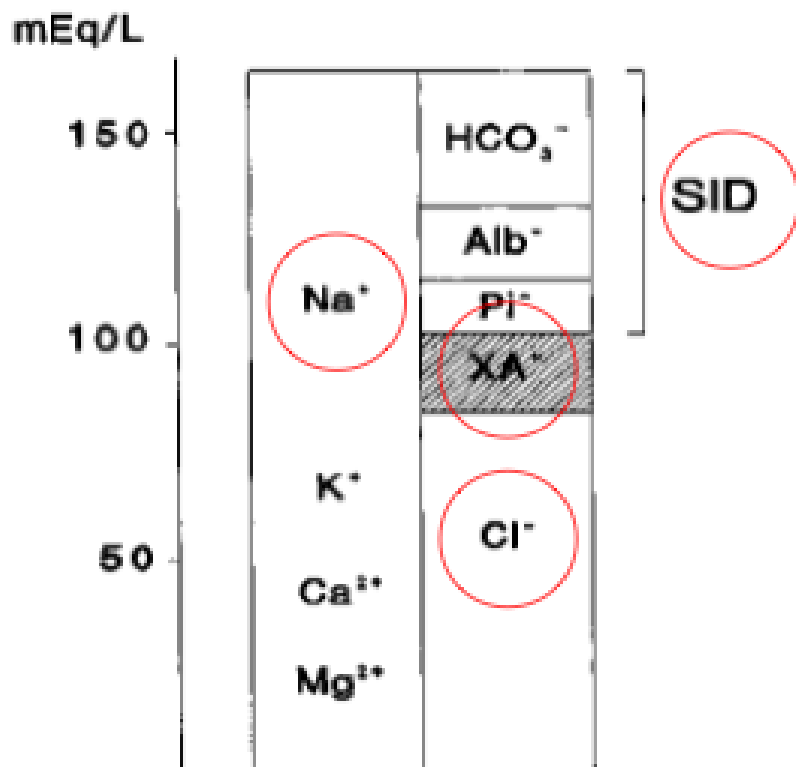 mEq/L
150
HCO₃⁻
SID
Alb⁻
Na⁺
Pi⁻
100
XA⁻
K⁺
Cl⁻
50
Ca²⁺
Mg²⁺